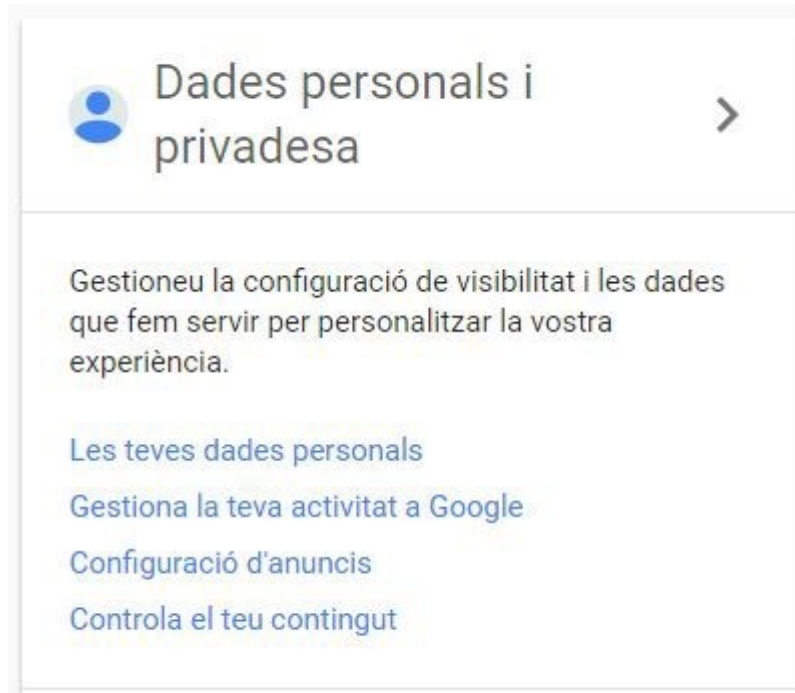 Dades personals i
privadesa
Gestioneu la configuració de visibilitat i les dades
que fem servir per personalitzar la vostra
experiència.
Les teves dades personals
Gestiona la teva activitat a Google
Configuració d'anuncis
Controla el teu contingut